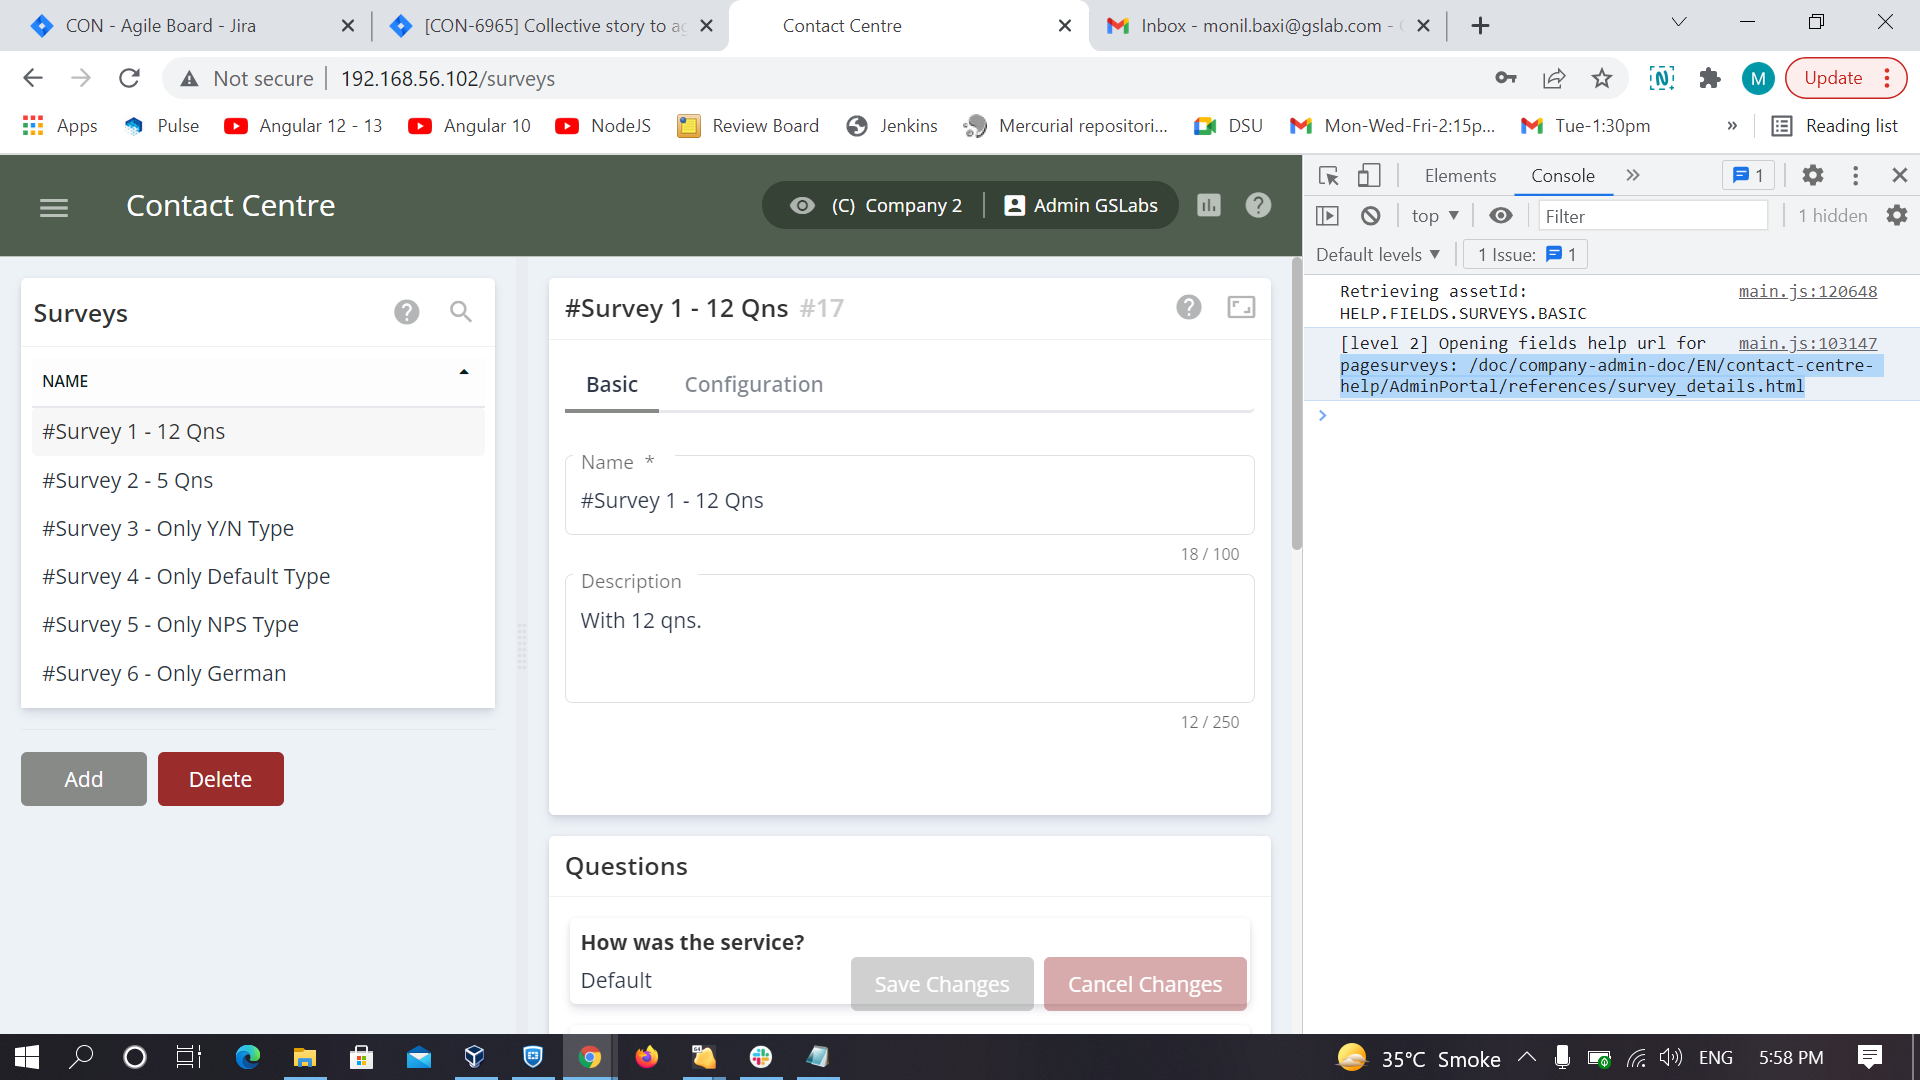 CON - Agile Board - Jira
[CON-6965] Collective story to ag
Contact Centre
Inbox - monil.baxi@gslab.com -
Not secure
192.168.56.102/surveys
M
Update
Apps
Pulse
Angular 12 - 13
Angular 10
NodeJS
Review Board
Jenkins
Mercurial repositori...
DSU
Mon-Wed-Fri-2:15p...
Tue-1:30pm
»
Reading list
Contact Centre
(C) Company 2
Admin GSLabs
Surveys
NAME
#Survey 1 - 12 Qns
#Survey 2 - 5 Qns
#Survey 3 - Only Y/N Type
#Survey 4 - Only Default Type
#Survey 5 - Only NPS Type
#Survey 6 - Only German
Add
Delete
#Survey 1 - 12 Qns #17
Basic
Configuration
Name *
#Survey 1 - 12 Qns
18 / 100
Description
With 12 qns.
12 / 250
Questions
How was the service?
Default
Save Changes
Cancel Changes
Elements
Console
1
top
Filter
1 hidden
Default levels
1 Issue: 1
Retrieving assetId: main.js:120648
HELP.FIELDS.SURVEYS.BASIC
[level 2] Opening fields help url for main.js:103147
pagesurveys: /doc/company-admin-doc/EN/contact-centre-
help/AdminPortal/references/survey_details.html
35°C Smoke
ENG
5:58 PM